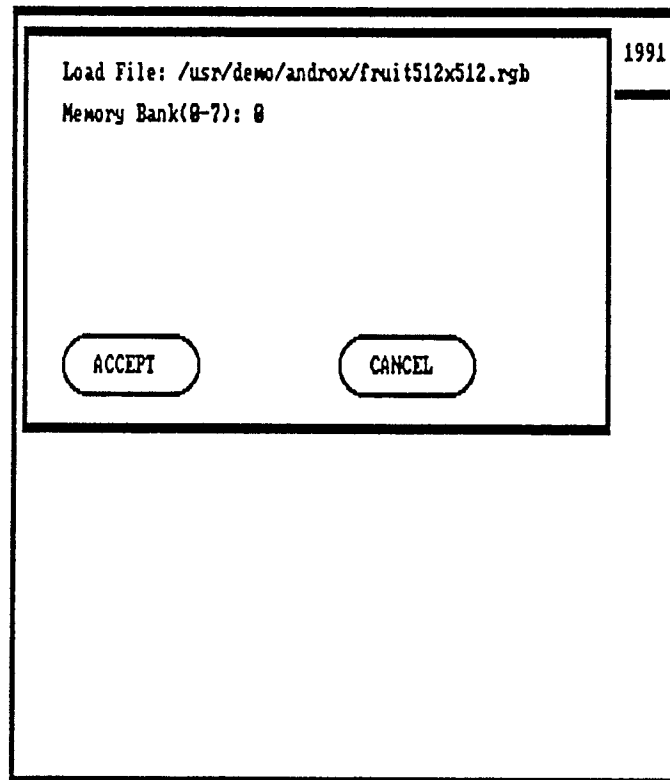 1991
Load File: /usr/demo/androx/fruit512x512.rgb
Memory Bank(0-7): 0
ACCEPT
CANCEL